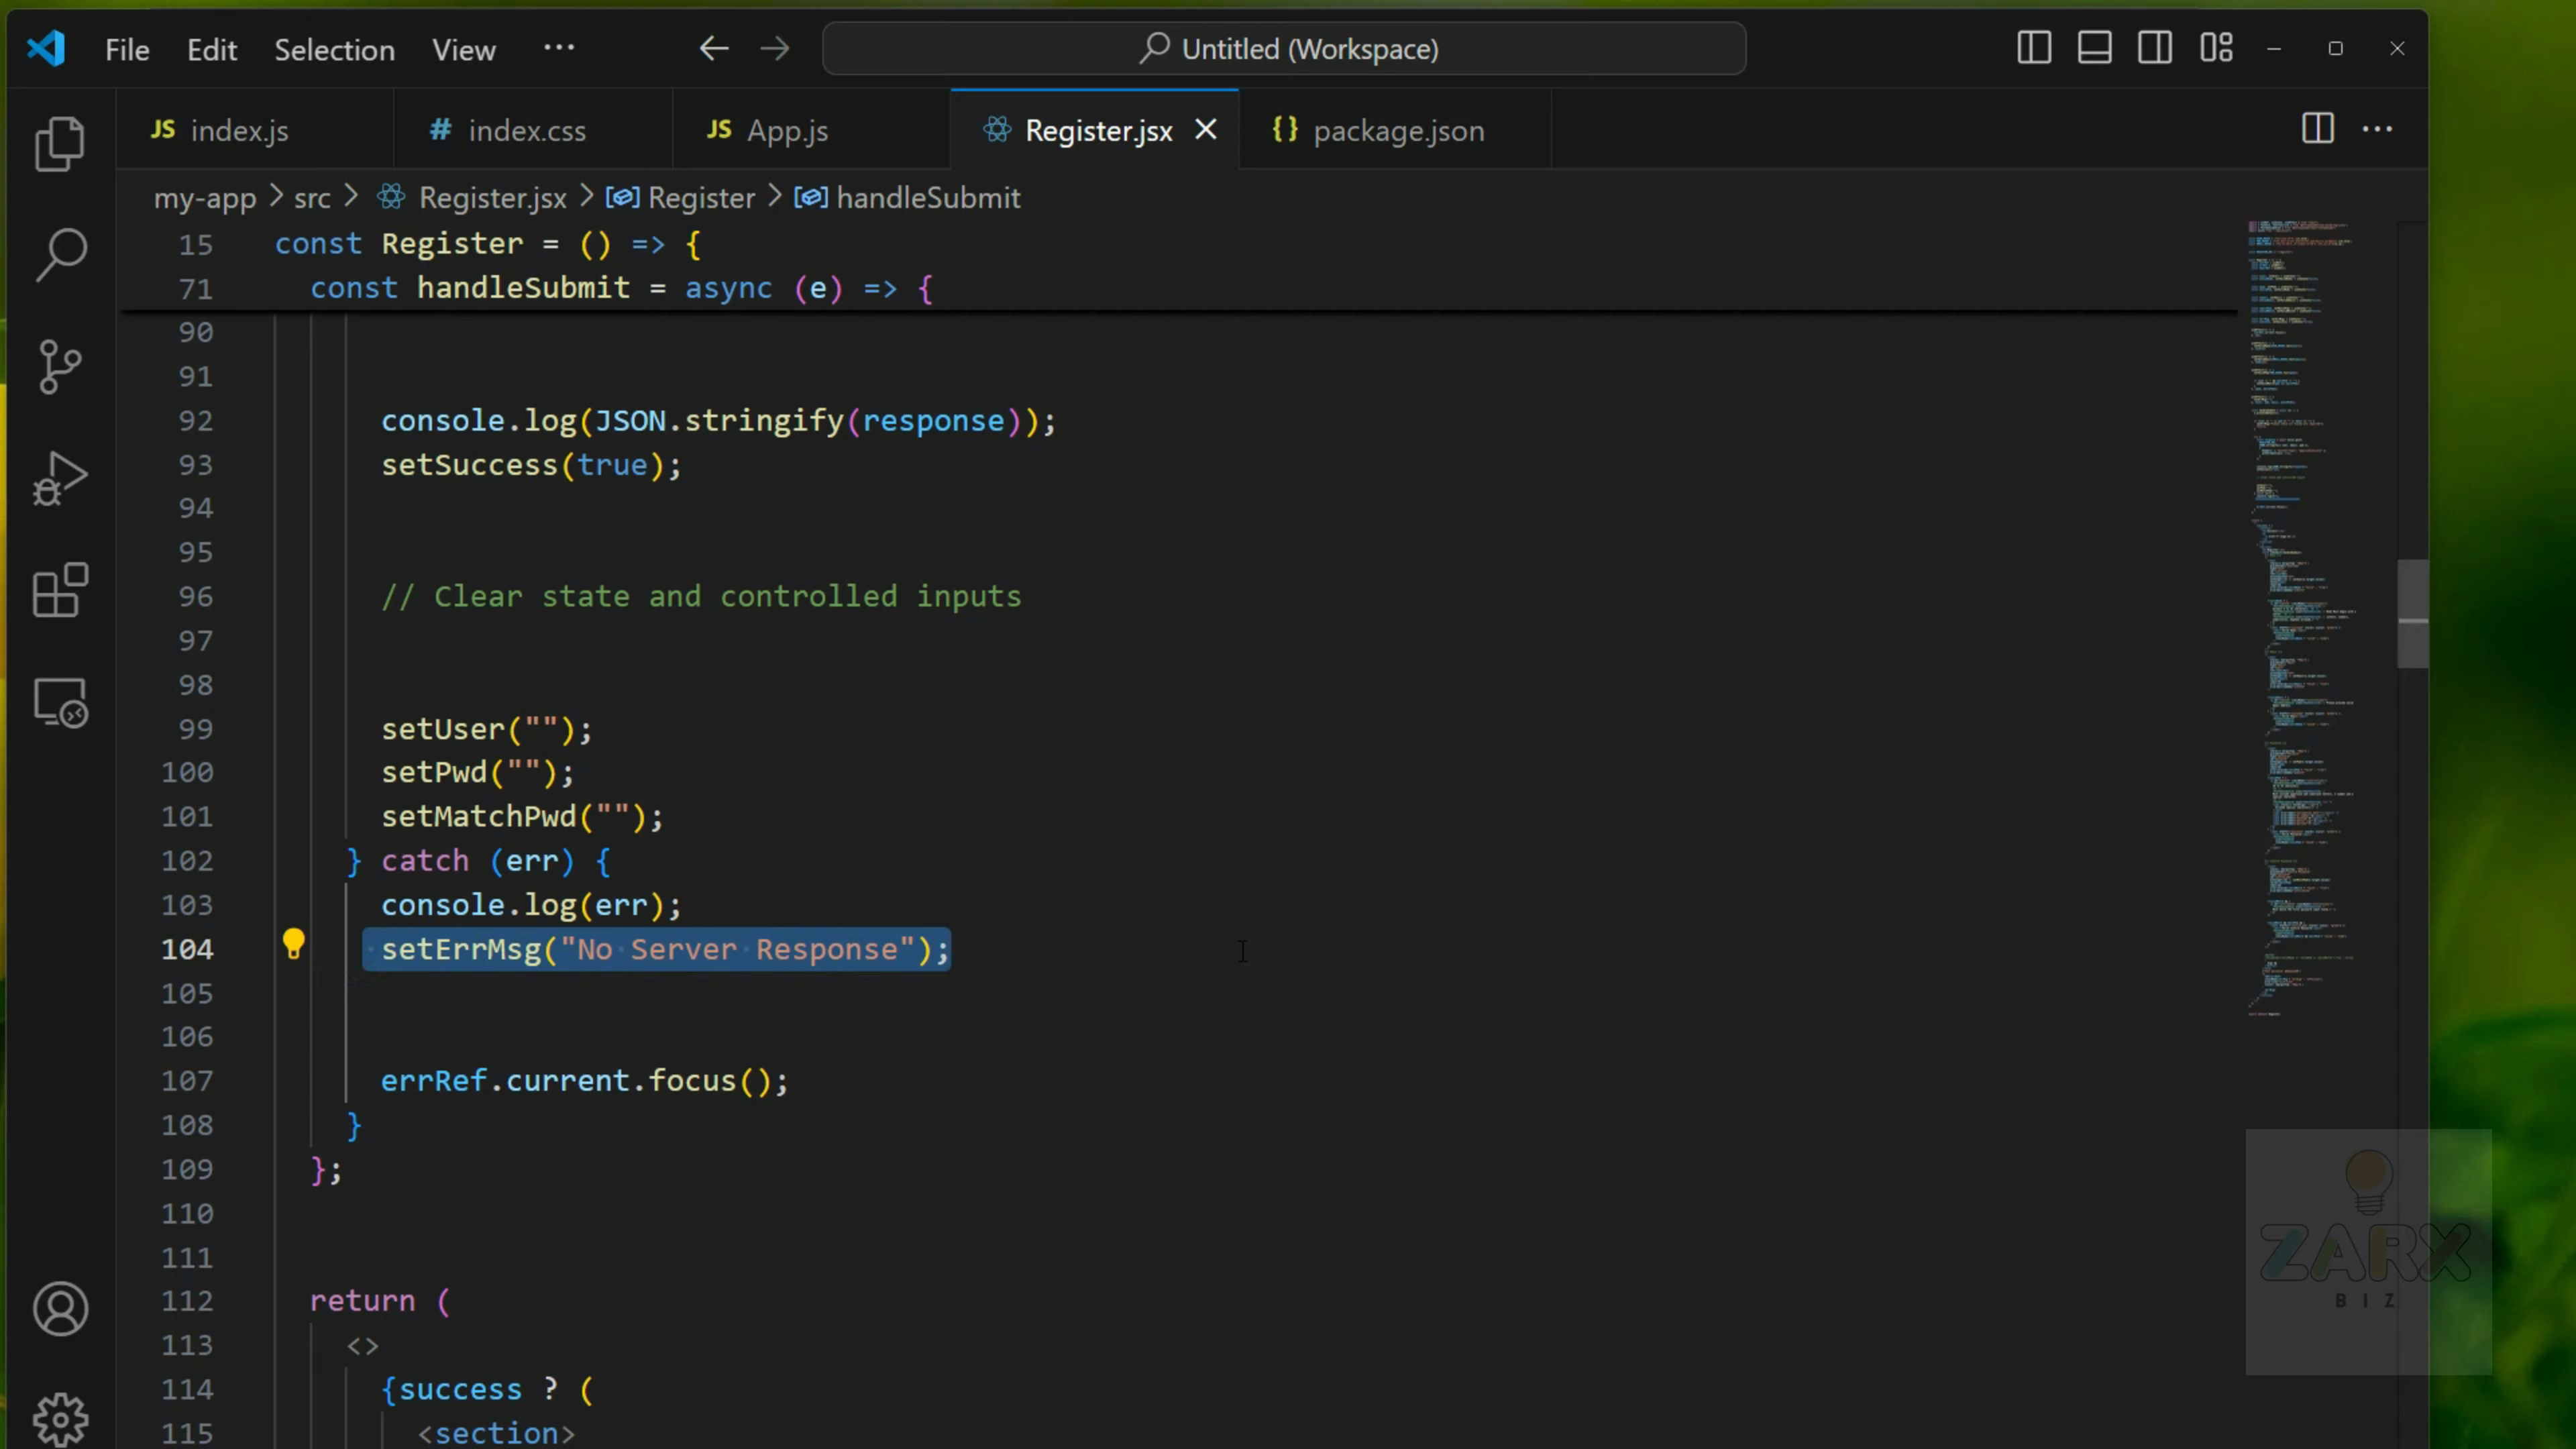 File Edit Selection View ··· Untitled (Workspace)
JS index.js # index.css JS App.js Register.jsx {} package.json
my-app > src > Register.jsx > Register > handleSubmit
15 const Register = () => {
71 const handleSubmit = async (e) => {
90
91
92 console.log(JSON.stringify(response));
93 setSuccess(true);
94
95
96 // Clear state and controlled inputs
97
98
99 setUser("");
100 setPwd("");
101 setMatchPwd("");
102 } catch (err) {
103 console.log(err);
104 setErrMsg("No Server Response");
105
106
107 errRef.current.focus();
108 }
109 };
110
111
112 return (
113 <>
114 {success ? (
115 <section>
ZARX
BIZ